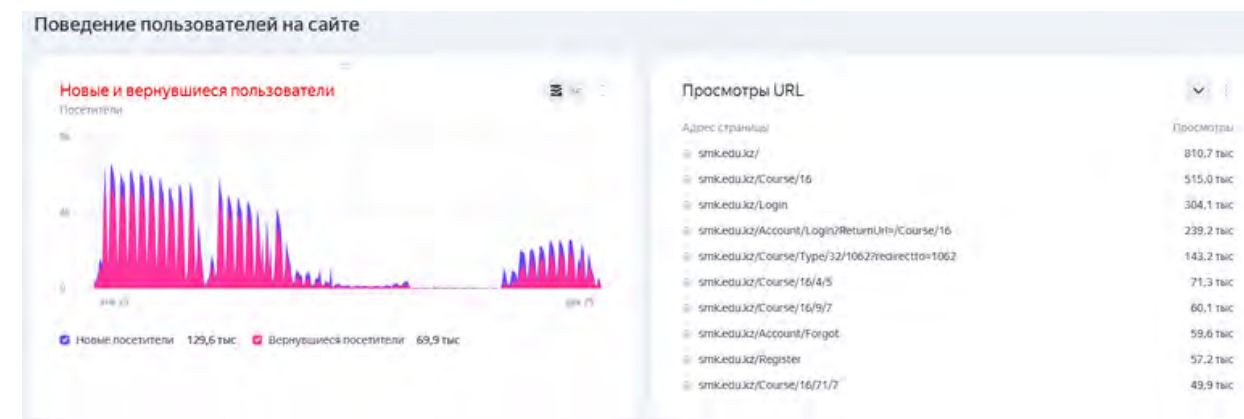 Поведение пользователей на сайте
Новые и вернувшиеся пользователи
Посетители
0
Новые посетители 129,6 тыс Вернувшиеся посетители 69,9 тыс
Просмотры URL
Адрес страницы Просмотры
smk.edu.kz/ 810,7 тыс
smk.edu.kz/Course/16 515,0 тыс
smk.edu.kz/Login 304,1 тыс
smk.edu.kz/Account/Login?ReturnUrl=/Course/16 239,2 тыс
smk.edu.kz/Course/Type/32/1062?redirectto=1062 143,2 тыс
smk.edu.kz/Course/16/4/5 71,3 тыс
smk.edu.kz/Course/16/9/7 60,1 тыс
smk.edu.kz/Account/Forgot 59,6 тыс
smk.edu.kz/Register 57,2 тыс
smk.edu.kz/Course/16/71/7 49,9 тыс